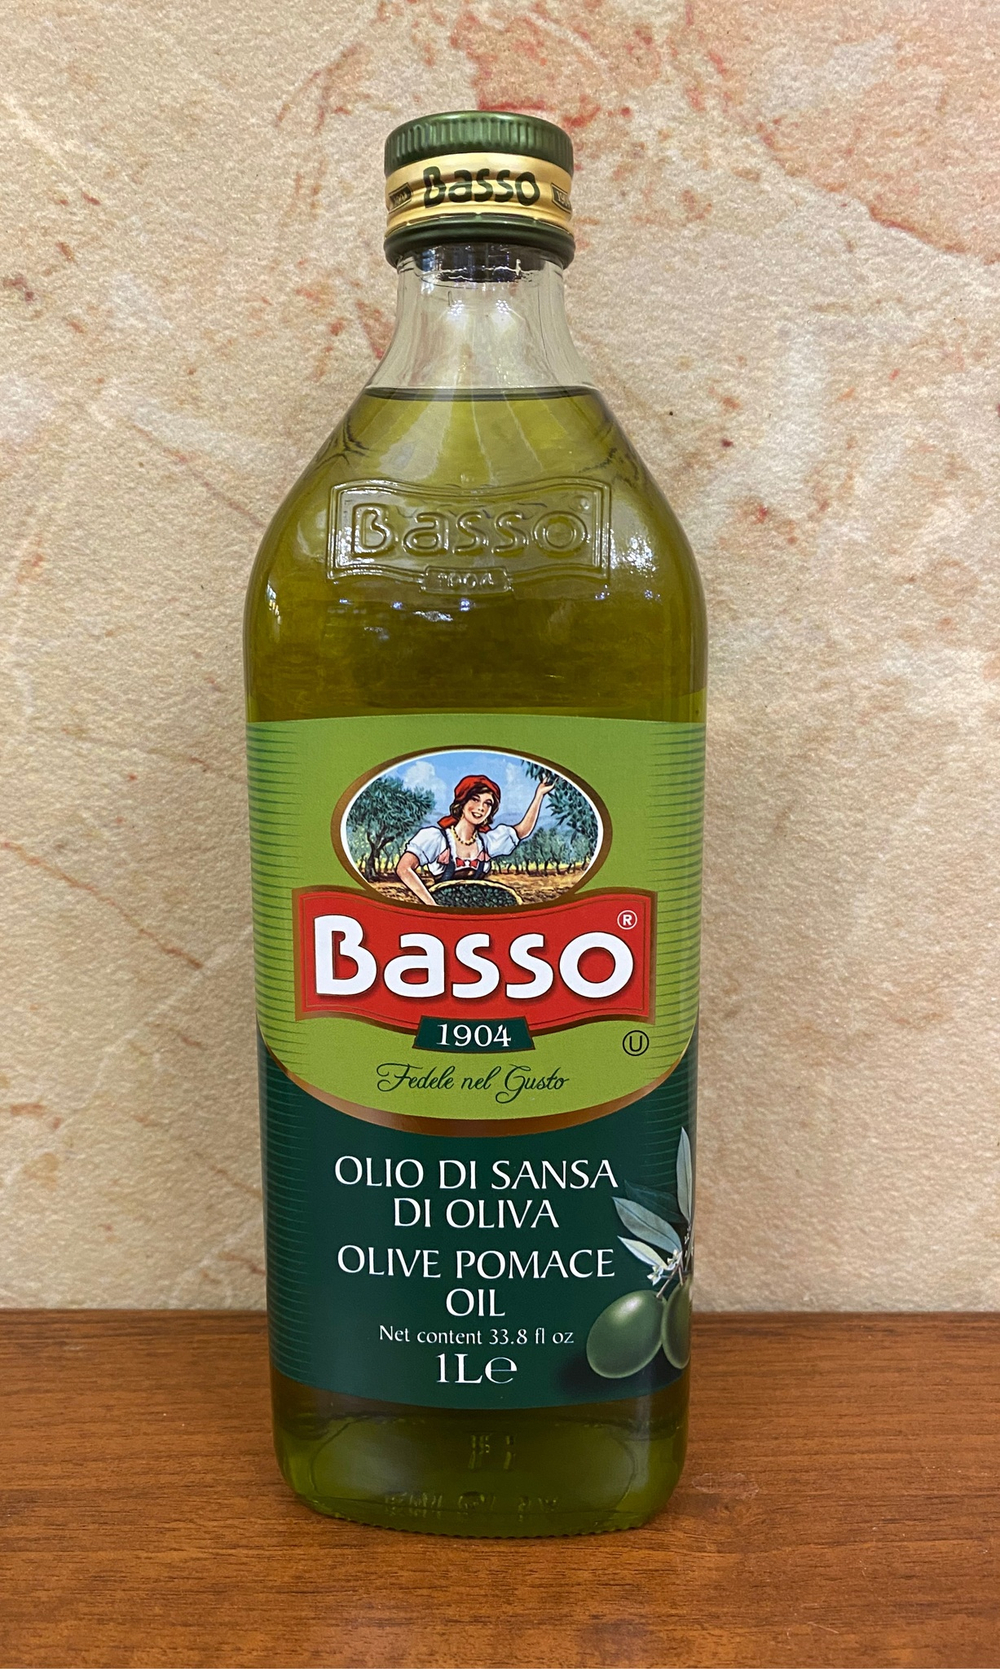 Basso
Basso
1904
Basso®
1904
U
Fedele nel Gusto
OLIO DI SANSA
DI OLIVA
OLIVE POMACE
OIL
Net content 33.8 fl oz
1L℮